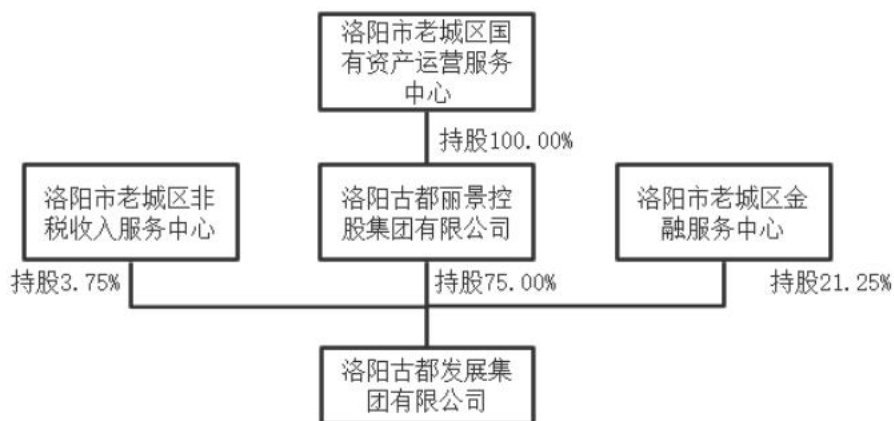 洛阳市老城区国
有资产运营服务
中心
持股100.00%
洛阳市老城区非
税收入服务中心
洛阳古都丽景控
股集团有限公司
洛阳市老城区金
融服务中心
持股3.75%
持股75.00%
持股21.25%
洛阳古都发展集
团有限公司